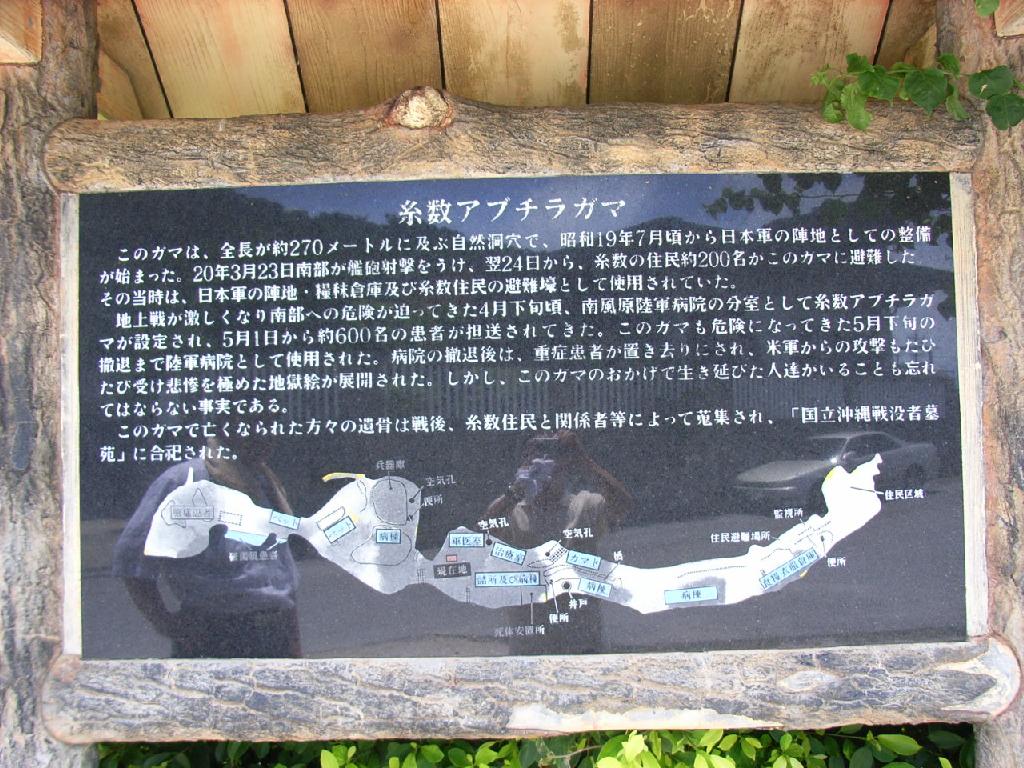 糸数アブチラガマ
このガマは、全長が約270メートルに及ぶ自然洞穴で、昭和19年7月頃から日本軍の陣地としての整備
が始まった。20年3月23日南部が艦砲射撃をうけ、翌24日から、糸数の住民約200名がこのガマに避難した
その当時は、日本軍の陣地・糧秣倉庫及び糸数住民の避難壕として使用されていた。
地上戦が激しくなり南部への危険が迫ってきた4月下旬頃、南風原陸軍病院の分室として糸数アブチラガ
マが設定され、5月1日から約600名の患者が担送されてきた。このガマも危険になってきた5月下旬の
撤退まで陸軍病院として使用された。病院の撤退後は、重症患者が置き去りにされ、米軍からの攻撃もたび
たび受け悲惨を極めた地獄絵が展開された。しかし、このガマのおかげで生き延びた人達がいることも忘れ
てはならない事実である。
このガマで亡くなられた方々の遺骨は戦後、糸数住民と関係者等によって蒐集され、「国立沖縄戦没者墓
苑」に合祀された。
兵器庫
空気孔
便所
病棟
空気孔
軍医室
現在地
治療室
空気孔
カマド
詰所及び病棟
病棟
井戸
便所
死体安置所
病棟
住民避難場所
監視所
住民区域
便所